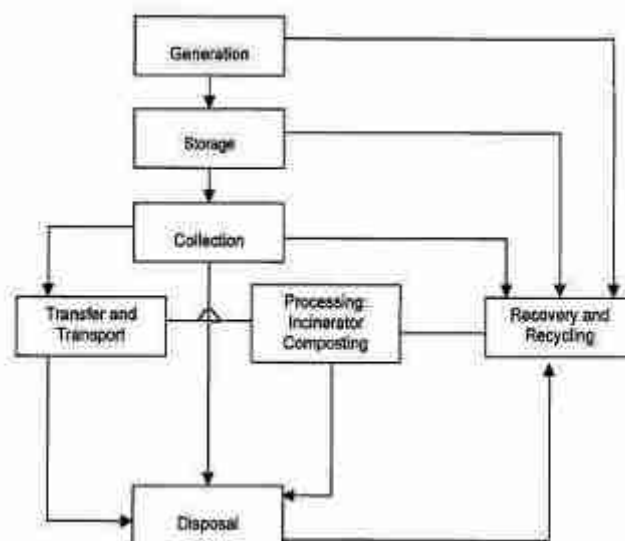 Generation
Storage
Collection
Transfer and
Transport
Processing:
Incinerator
Composting
Recovery and
Recycling
Disposal